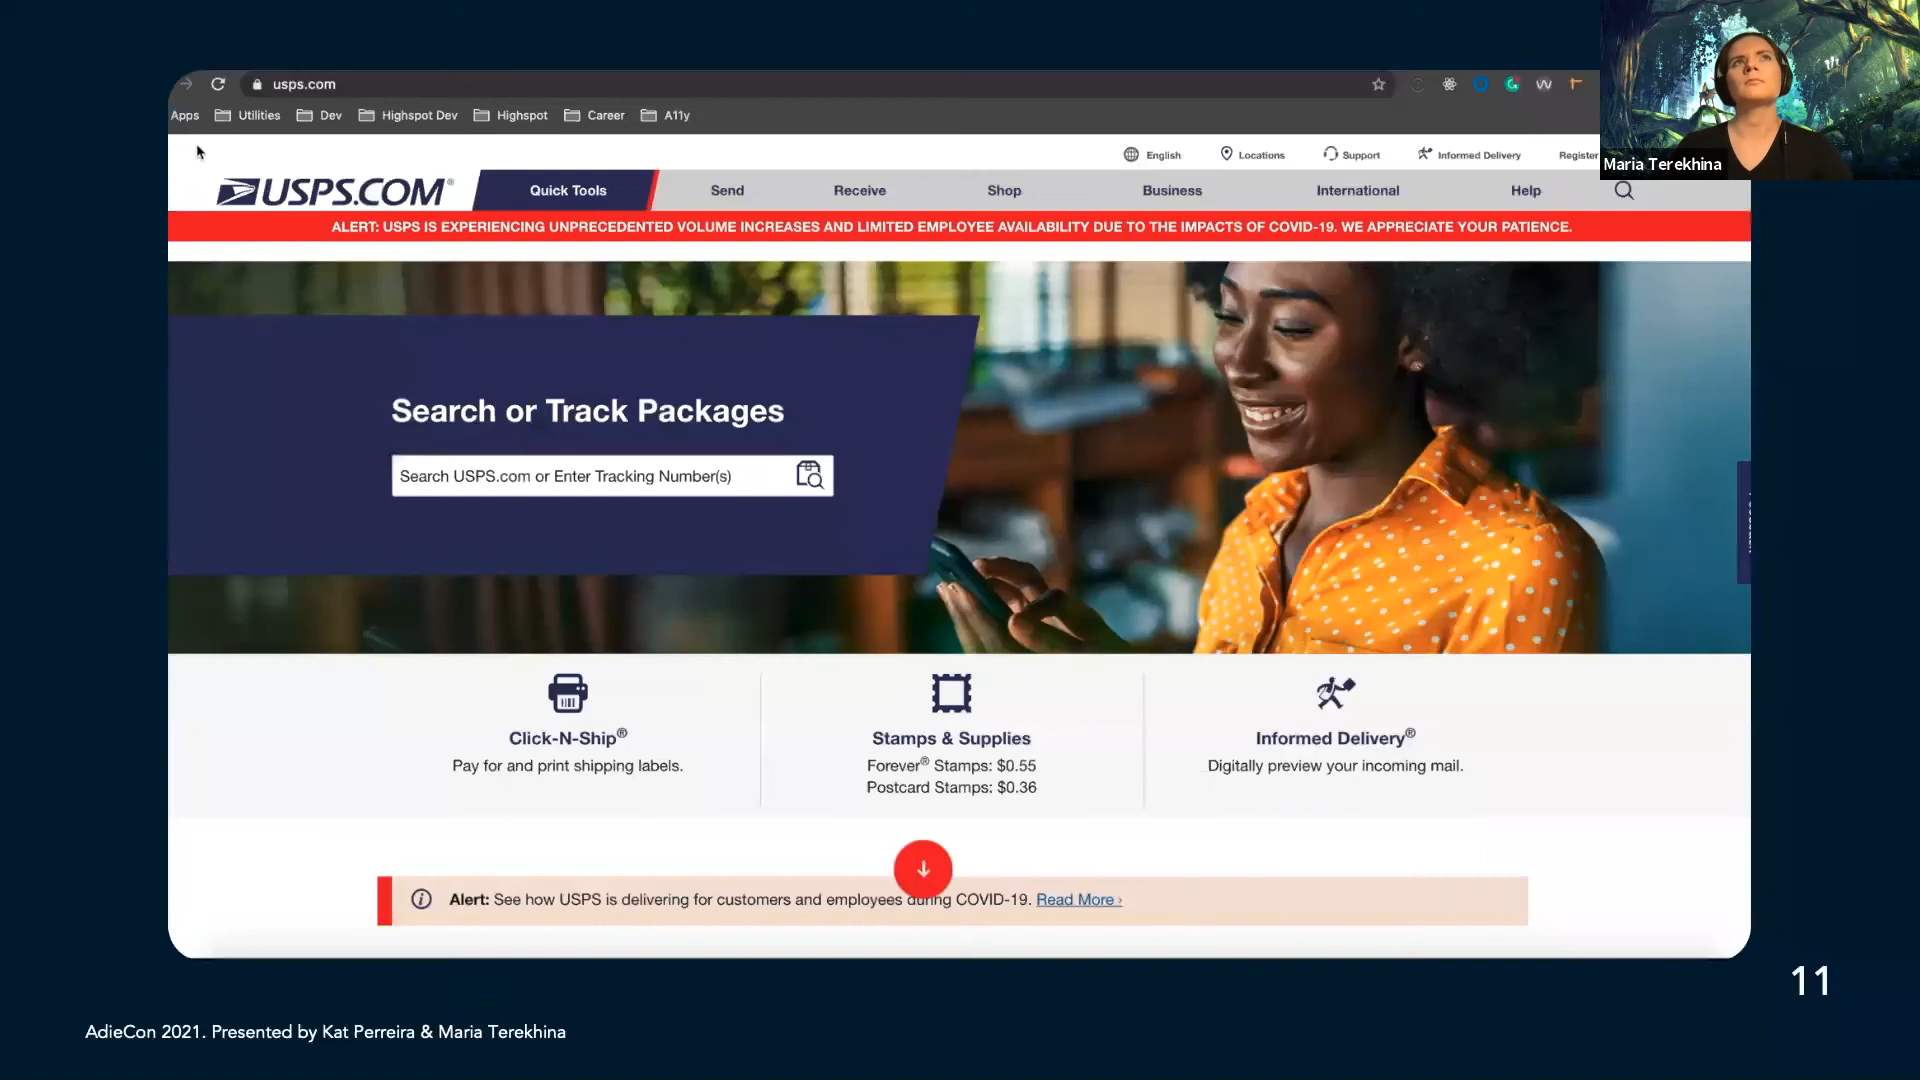 usps.com
Apps Utilities Dev Highspot Dev Highspot Career A11y
English Locations Support Informed Delivery Register
Maria Terekhina
USPS.COM®
Quick Tools Send Receive Shop Business International Help
ALERT: USPS IS EXPERIENCING UNPRECEDENTED VOLUME INCREASES AND LIMITED EMPLOYEE AVAILABILITY DUE TO THE IMPACTS OF COVID-19. WE APPRECIATE YOUR PATIENCE.
Search or Track Packages
Search USPS.com or Enter Tracking Number(s)
Click-N-Ship®
Pay for and print shipping labels.
Stamps & Supplies
Forever® Stamps: $0.55
Postcard Stamps: $0.36
Informed Delivery®
Digitally preview your incoming mail.
Alert: See how USPS is delivering for customers and employees during COVID-19. Read More ›
11
AdieCon 2021. Presented by Kat Perreira & Maria Terekhina